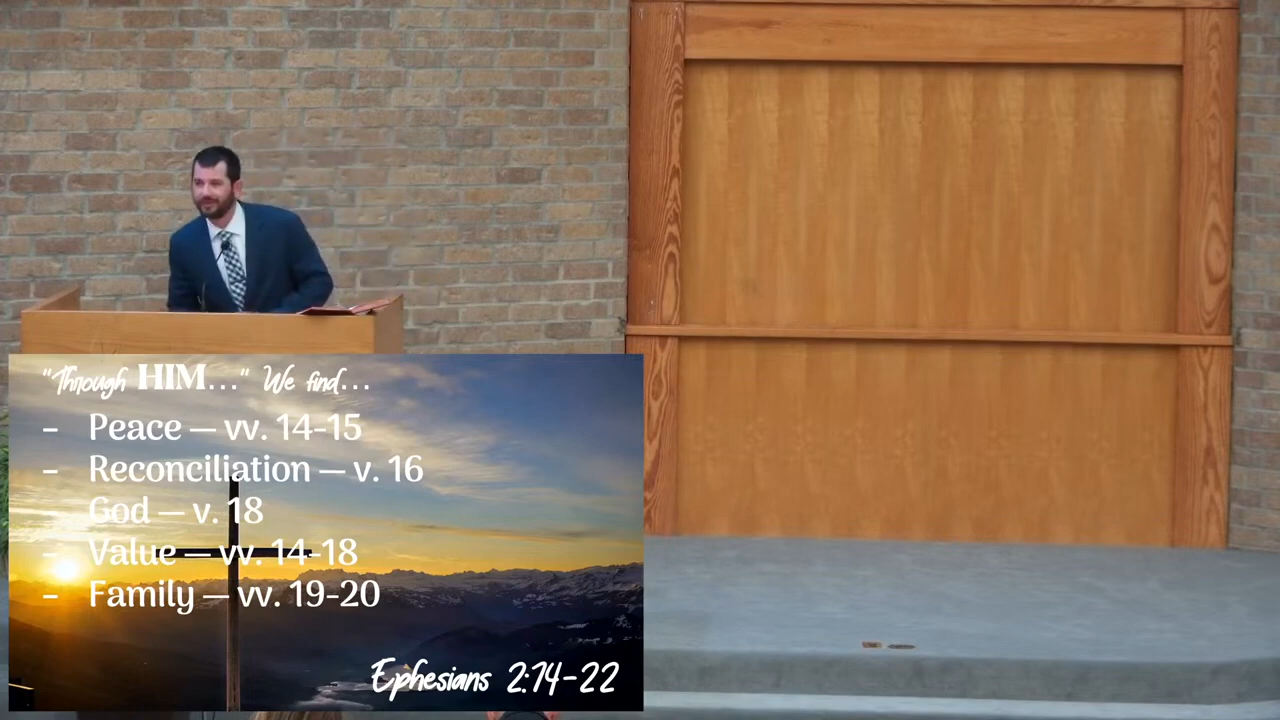 "Through HIM..." We find...
- Peace – vv. 14-15
- Reconciliation – v. 16
- God – v. 18
- Value – vv. 14-18
- Family – vv. 19-20
Ephesians 2:14-22